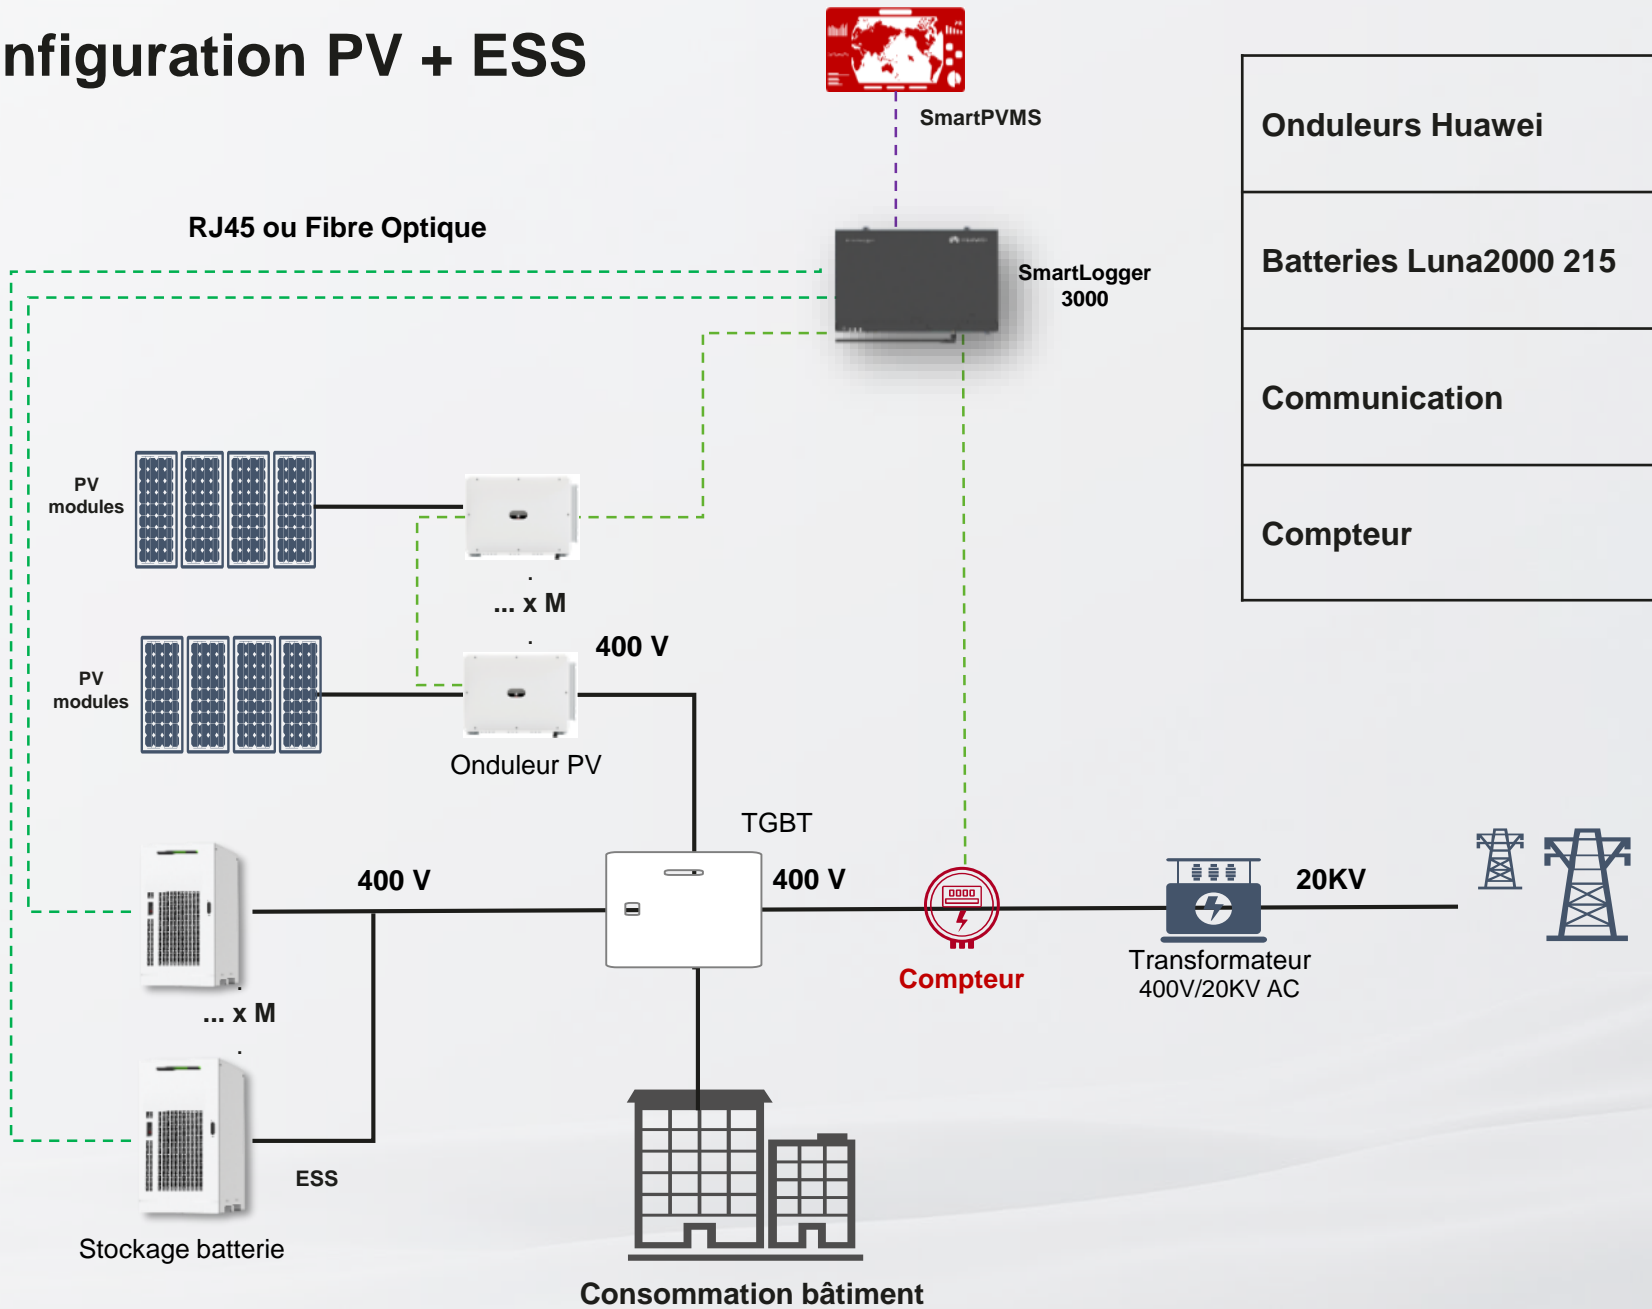 nfiguration PV + ESS
SmartPVMS
Onduleurs Huawei
RJ45 ou Fibre Optique
Batteries Luna2000 215
SmartLogger
3000
Communication
PV
modules
Compteur
... x M
400 V
PV
modules
Onduleur PV
TGBT
400 V
400 V
20KV
Compteur
Transformateur
400V/20KV AC
... x M
ESS
Stockage batterie
Consommation bâtiment